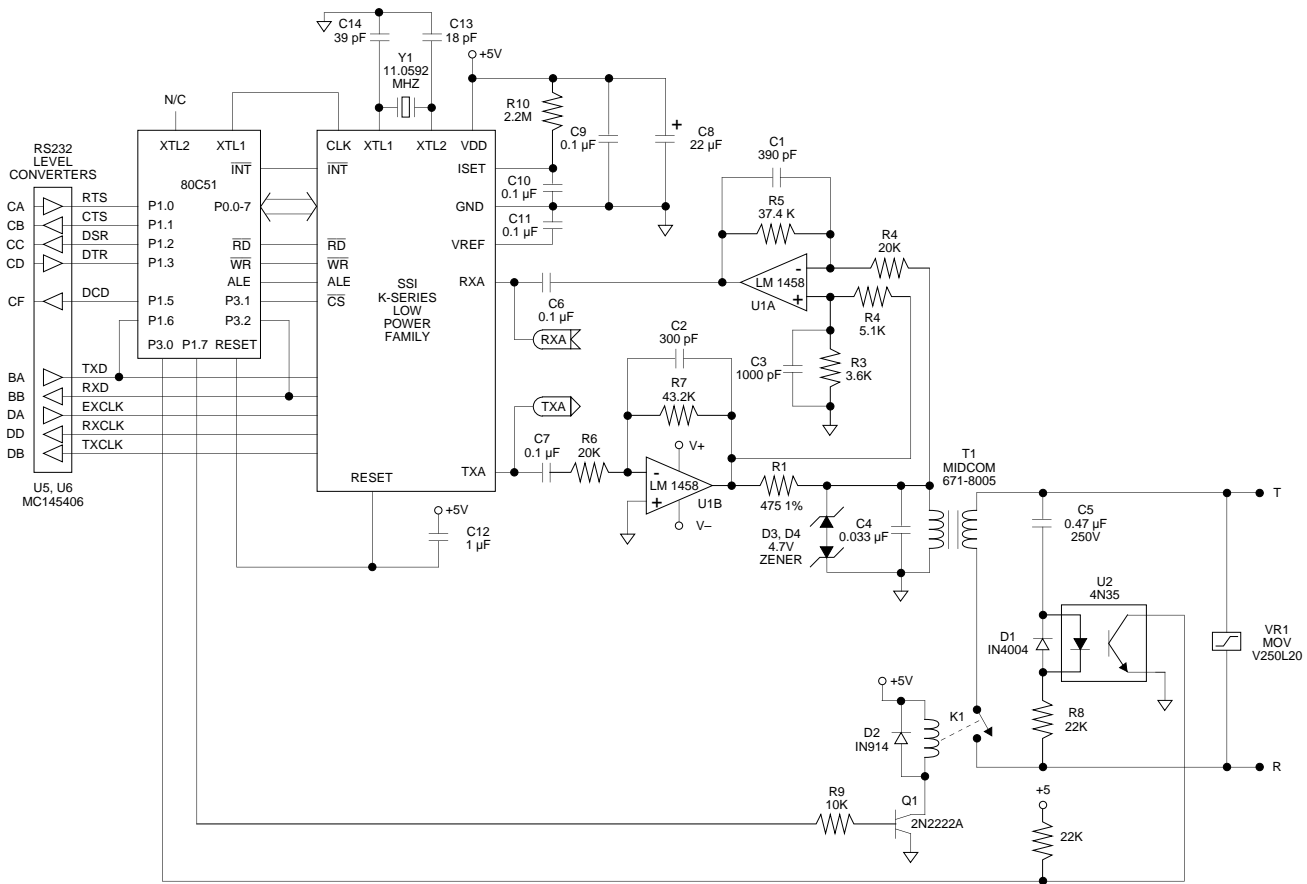 C14
39 pF
C13
18 pF
Y1
11.0592
MHZ
+5V
N/C
R10
2.2M
C9
0.1 µF
+
C8
22 µF
C1
390 pF
XTL2
XTL1
CLK
XTL1
XTL2
VDD
RS232
LEVEL
CONVERTERS
INT
INT
ISET
80C51
C10
0.1 µF
R5
37.4 K
CA
RTS
P1.0
P0.0-7
GND
CB
CTS
P1.1
C11
0.1 µF
R4
20K
CC
DSR
P1.2
RD
RD
VREF
CD
DTR
P1.3
WR
WR
ALE
ALE
SSI
K-SERIES
LOW
POWER
FAMILY
RXA
-
LM 1458
+
U1A
CF
DCD
P1.5
P3.1
CS
C6
0.1 µF
R4
5.1K
P1.6
P3.2
RXA
C2
300 pF
P3.0
P1.7
RESET
C3
1000 pF
R3
3.6K
BA
TXD
R7
43.2K
BB
RXD
DA
EXCLK
TXA
DD
RXCLK
C7
0.1 µF
R6
20K
V+
DB
TXCLK
T1
MIDCOM
671-8005
RESET
TXA
-
LM 1458
+
U1B
R1
475 1%
U5, U6
MC145406
T
+5V
V–
C5
0.47 µF
250V
C12
1 µF
D3, D4
4.7V
ZENER
C4
0.033 µF
U2
4N35
D1
IN4004
VR1
MOV
V250L20
+5V
K1
R8
22K
D2
IN914
R
R9
10K
Q1
2N2222A
+5
22K